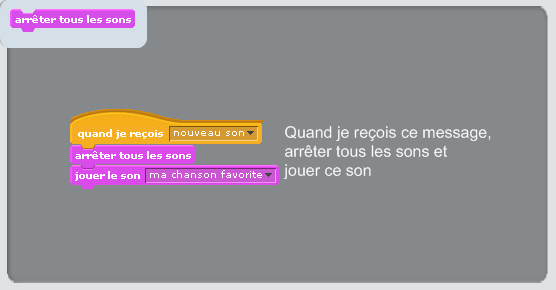 arrêter tous les sons
quand je reçois nouveau son
arrêter tous les sons
jouer le son ma chanson favorite
Quand je reçois ce message,
arrêter tous les sons et
jouer ce son